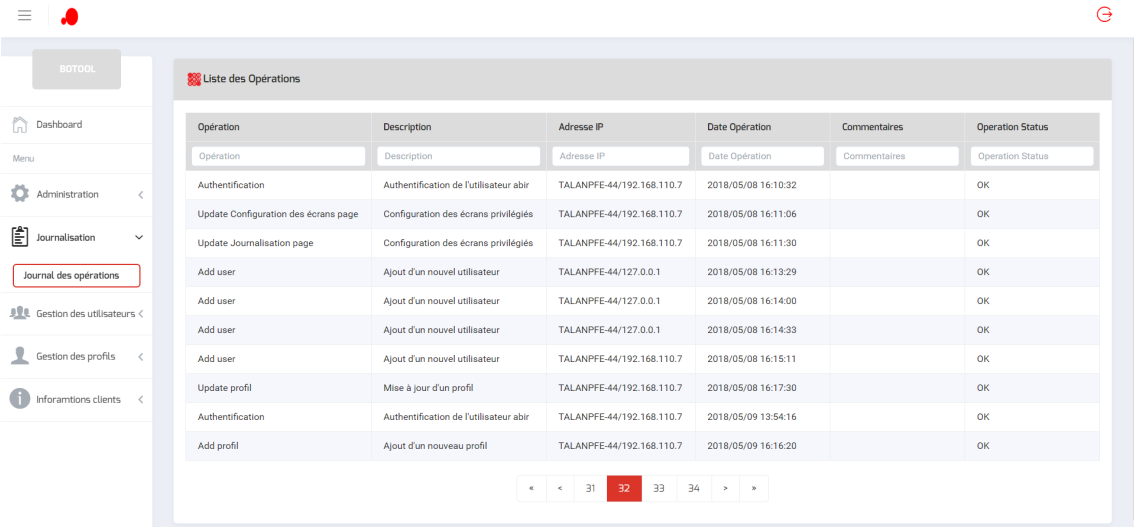 BOTOOL
Dashboard
Menu
Administration
Journalisation
Journal des opérations
Gestion des utilisateurs
Gestion des profils
Inforamtions clients
Liste des Opérations
Opération Description Adresse IP Date Opération Commentaires Operation Status
Opération Description Adresse IP Date Opération Commentaires Operation Status
Authentification Authentification de l'utilisateur abir TALANPFE-44/192.168.110.7 2018/05/08 16:10:32 OK
Update Configuration des écrans page Configuration des écrans privilégiés TALANPFE-44/192.168.110.7 2018/05/08 16:11:06 OK
Update Journalisation page Configuration des écrans privilégiés TALANPFE-44/192.168.110.7 2018/05/08 16:11:30 OK
Add user Ajout d'un nouvel utilisateur TALANPFE-44/127.0.0.1 2018/05/08 16:13:29 OK
Add user Ajout d'un nouvel utilisateur TALANPFE-44/127.0.0.1 2018/05/08 16:14:00 OK
Add user Ajout d'un nouvel utilisateur TALANPFE-44/127.0.0.1 2018/05/08 16:14:33 OK
Add user Ajout d'un nouvel utilisateur TALANPFE-44/192.168.110.7 2018/05/08 16:15:11 OK
Update profil Mise à jour d'un profil TALANPFE-44/192.168.110.7 2018/05/08 16:17:30 OK
Authentification Authentification de l'utilisateur abir TALANPFE-44/192.168.110.7 2018/05/09 13:54:16 OK
Add profil Ajout d'un nouveau profil TALANPFE-44/192.168.110.7 2018/05/09 16:16:20 OK
« < 31 32 33 34 > »